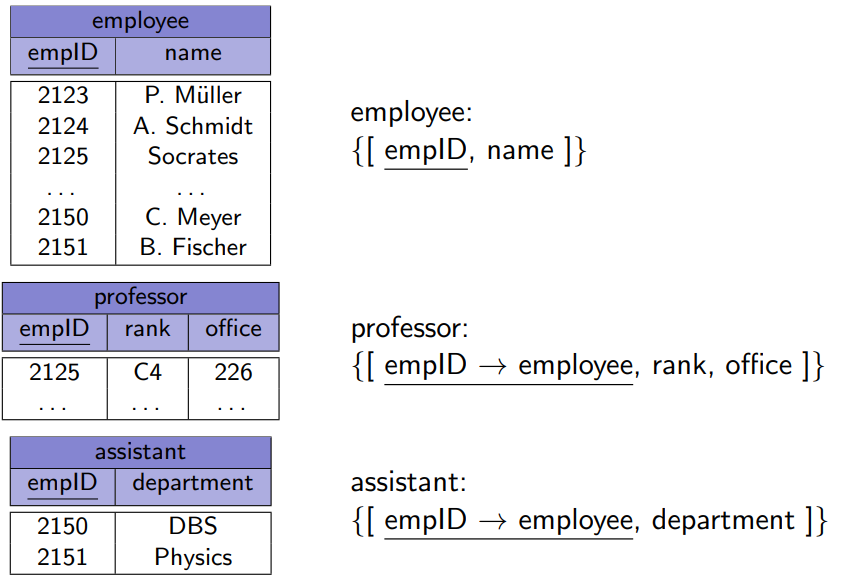 employee
empID name
2123 P. Müller
2124 A. Schmidt
2125 Socrates
... ...
2150 C. Meyer
2151 B. Fischer
employee:
{[ empID, name ]}
professor
empID rank office
2125 C4 226
... ... ...
professor:
{[ empID → employee, rank, office ]}
assistant
empID department
2150 DBS
2151 Physics
assistant:
{[ empID → employee, department ]}